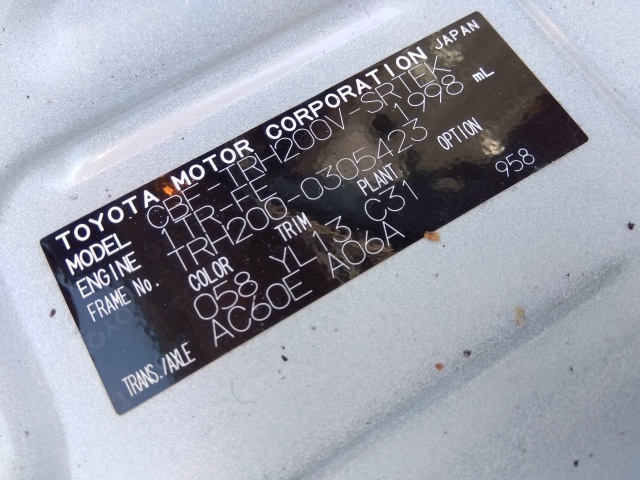 TOYOTA MOTOR CORPORATION JAPAN
MODEL CBF-TRH200V-SRTEK
ENGINE 1TR-FE 1998 mL
FRAME No. TRH200-0305423
COLOR TRIM PLANT OPTION
058 YL13 C31 958
TRANS./AXLE AC60E A06A